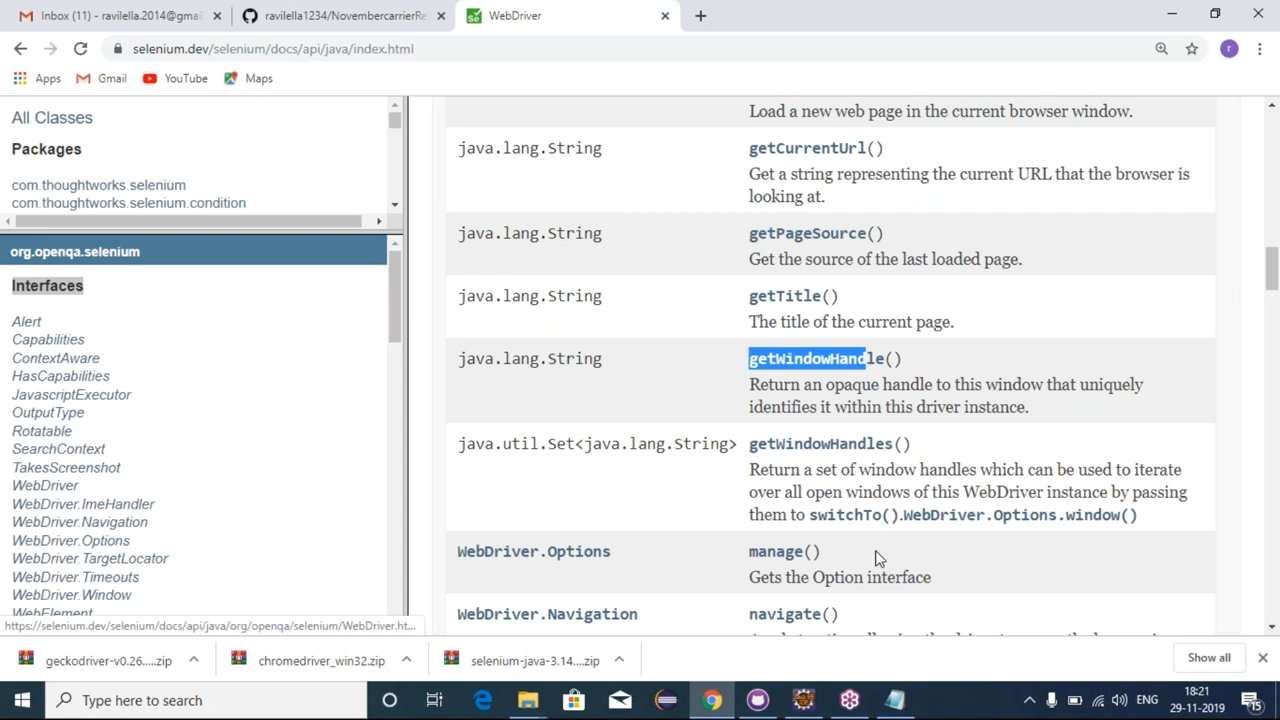 Inbox (11) - ravilella.2014@gmai
ravilella1234/NovembercarrierRe
WebDriver
selenium.dev/selenium/docs/api/java/index.html
r
Apps
Gmail
YouTube
Maps
All Classes
Packages
com.thoughtworks.selenium
com.thoughtworks.selenium.condition
org.openqa.selenium
Interfaces
Alert
Capabilities
ContextAware
HasCapabilities
JavascriptExecutor
OutputType
Rotatable
SearchContext
TakesScreenshot
WebDriver
WebDriver.ImeHandler
WebDriver.Navigation
WebDriver.Options
WebDriver.TargetLocator
WebDriver.Timeouts
WebDriver.Window
WebElement
https://selenium.dev/selenium/docs/api/java/org/openqa/selenium/WebDriver.ht...
Load a new web page in the current browser window.
java.lang.String
getCurrentUrl()
Get a string representing the current URL that the browser is
looking at.
java.lang.String
getPageSource()
Get the source of the last loaded page.
java.lang.String
getTitle()
The title of the current page.
java.lang.String
getWindowHandle()
Return an opaque handle to this window that uniquely
identifies it within this driver instance.
java.util.Set<java.lang.String>
getWindowHandles()
Return a set of window handles which can be used to iterate
over all open windows of this WebDriver instance by passing
them to switchTo().WebDriver.Options.window()
WebDriver.Options
manage()
Gets the Option interface
WebDriver.Navigation
navigate()
geckodriver-v0.26....zip
chromedriver_win32.zip
selenium-java-3.14....zip
Show all
Type here to search
ENG
18:21
29-11-2019
15